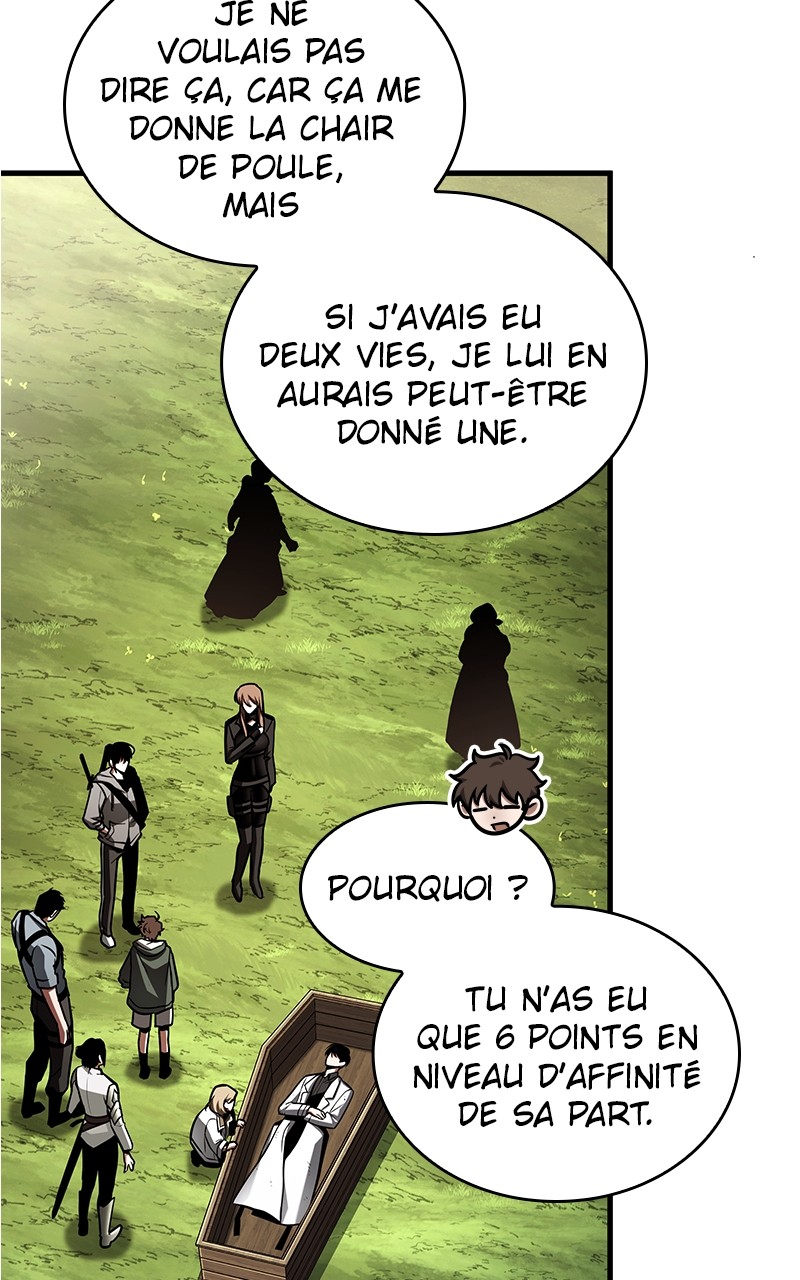 JE NE
VOULAIS PAS
DIRE ÇA, CAR ÇA ME
DONNE LA CHAIR
DE POULE,
MAIS
SI J'AVAIS EU
DEUX VIES, JE LUI EN
AURAIS PEUT-ÊTRE
DONNÉ UNE.
POURQUOI ?
TU N'AS EU
QUE 6 POINTS EN
NIVEAU D'AFFINITÉ
DE SA PART.